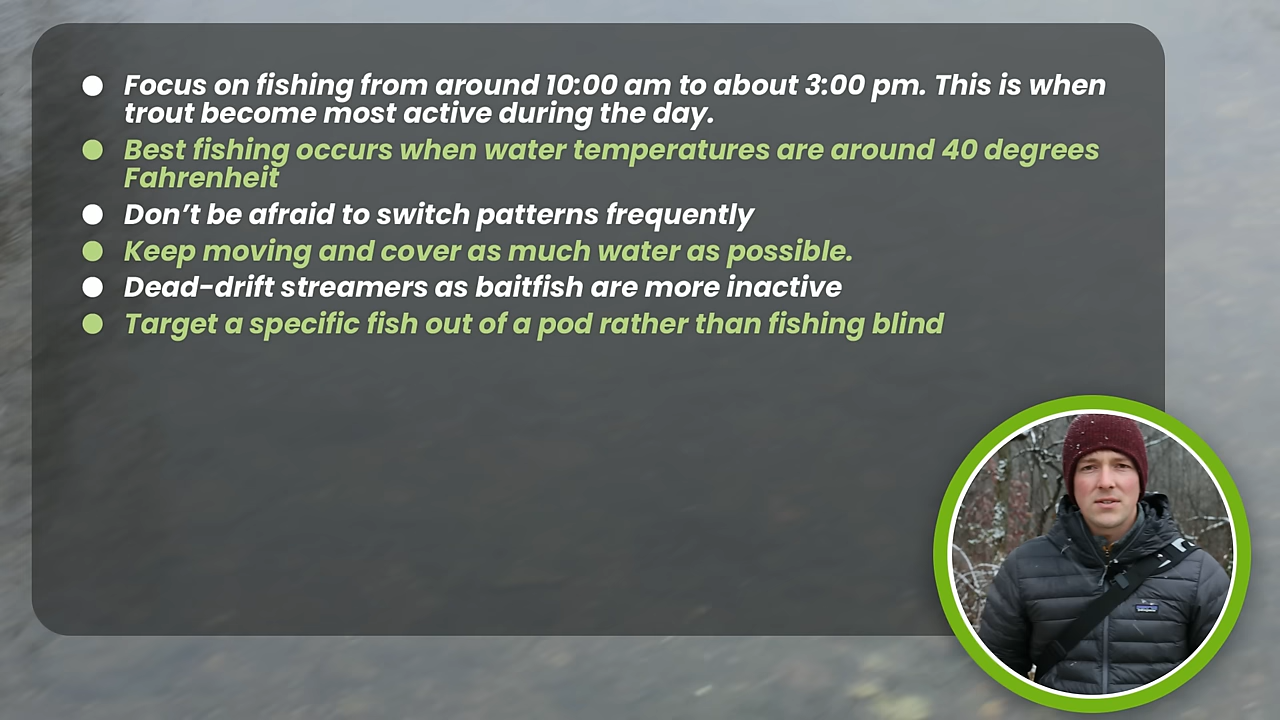 Focus on fishing from around 10:00 am to about 3:00 pm. This is when
trout become most active during the day.
Best fishing occurs when water temperatures are around 40 degrees
Fahrenheit
Don’t be afraid to switch patterns frequently
Keep moving and cover as much water as possible.
Dead-drift streamers as baitfish are more inactive
Target a specific fish out of a pod rather than fishing blind